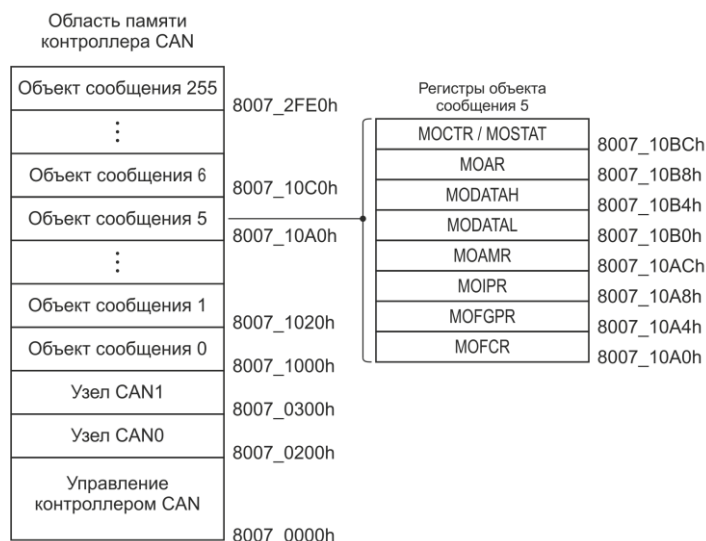 Область памяти
контроллера CAN
Объект сообщения 255
8007_2FE0h
⋮
Объект сообщения 6
8007_10C0h
Объект сообщения 5
8007_10A0h
⋮
Объект сообщения 1
8007_1020h
Объект сообщения 0
8007_1000h
Узел CAN1
8007_0300h
Узел CAN0
8007_0200h
Управление
контроллером CAN
8007_0000h
Регистры объекта
сообщения 5
MOCTR / MOSTAT
8007_10BCh
MOAR
8007_10B8h
MODATAH
8007_10B4h
MODATAL
8007_10B0h
MOAMR
8007_10ACh
MOIPR
8007_10A8h
MOFGPR
8007_10A4h
MOFCR
8007_10A0h